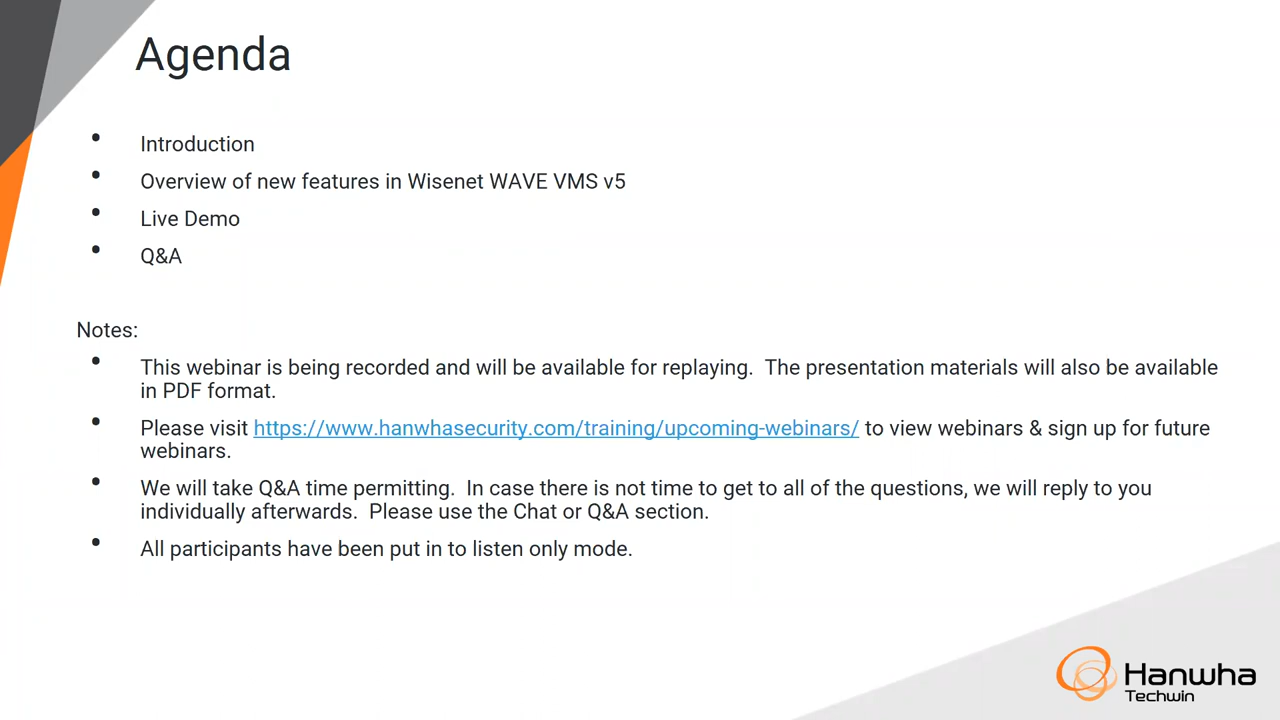 Agenda
• Introduction
• Overview of new features in Wisenet WAVE VMS v5
• Live Demo
• Q&A
Notes:
• This webinar is being recorded and will be available for replaying.  The presentation materials will also be available
in PDF format.
• Please visit https://www.hanwhasecurity.com/training/upcoming-webinars/ to view webinars & sign up for future
webinars.
• We will take Q&A time permitting.  In case there is not time to get to all of the questions, we will reply to you
individually afterwards.  Please use the Chat or Q&A section.
• All participants have been put in to listen only mode.
Hanwha
Techwin